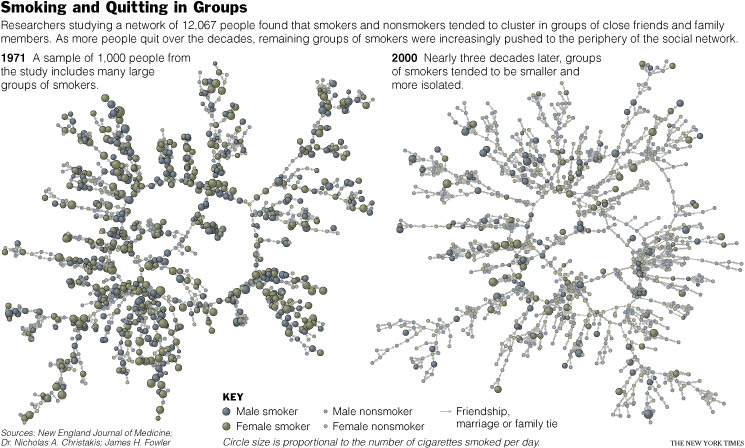 Smoking and Quitting in Groups
Researchers studying a network of 12,067 people found that smokers and nonsmokers tended to cluster in groups of close friends and family
members. As more people quit over the decades, remaining groups of smokers were increasingly pushed to the periphery of the social network.
1971 A sample of 1,000 people from
the study includes many large
groups of smokers.
2000 Nearly three decades later, groups
of smokers tended to be smaller and
more isolated.
KEY
Male smoker
Female smoker
Male nonsmoker
Female nonsmoker
Friendship,
marriage or family tie
Circle size is proportional to the number of cigarettes smoked per day.
Sources: New England Journal of Medicine;
Dr. Nicholas A. Christakis; James H. Fowler
THE NEW YORK TIMES